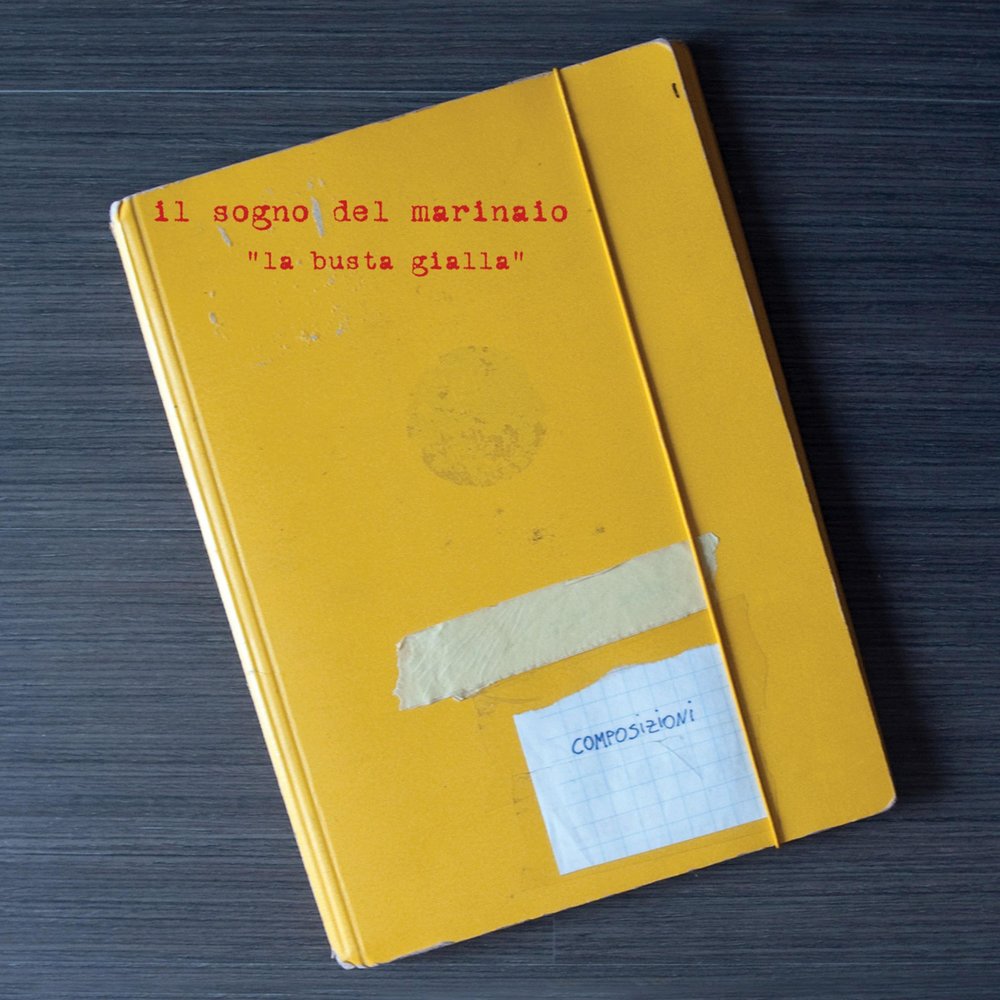 il sogno del marinaio
"la busta gialla"
COMPOSIZIONI